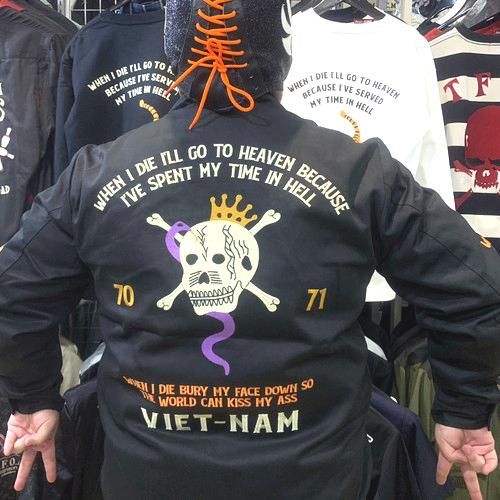 WHEN I DIE I'LL GO TO HEAVEN
BECAUSE I'VE SERVED
MY TIME IN HELL
WHEN I DIE I'LL GO TO HEAVEN
BECAUSE I'VE SERVED
MY TIME IN HELL
T F
WHEN I DIE I'LL GO TO HEAVEN BECAUSE
I'VE SPENT MY TIME IN HELL
70 71
WHEN I DIE BURY MY FACE DOWN SO
THE WORLD CAN KISS MY ASS
VIET-NAM